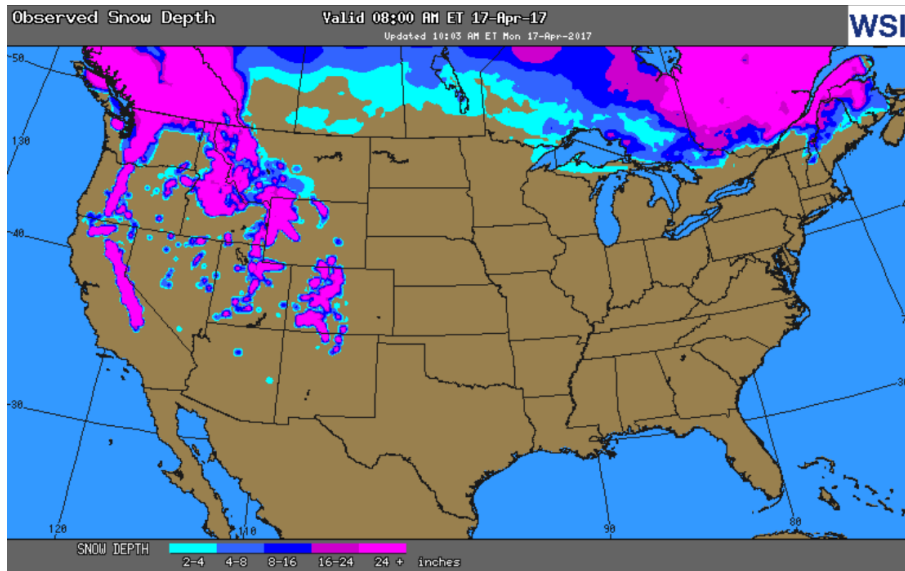 Observed Snow Depth
Valid 08:00 AM ET 17-Apr-17
Updated 10:03 AM ET Mon 17-Apr-2017
WSI
50
130
40
30
120
110
90
80
SNOW DEPTH
2-4 4-8 8-16 16-24 24 + inches